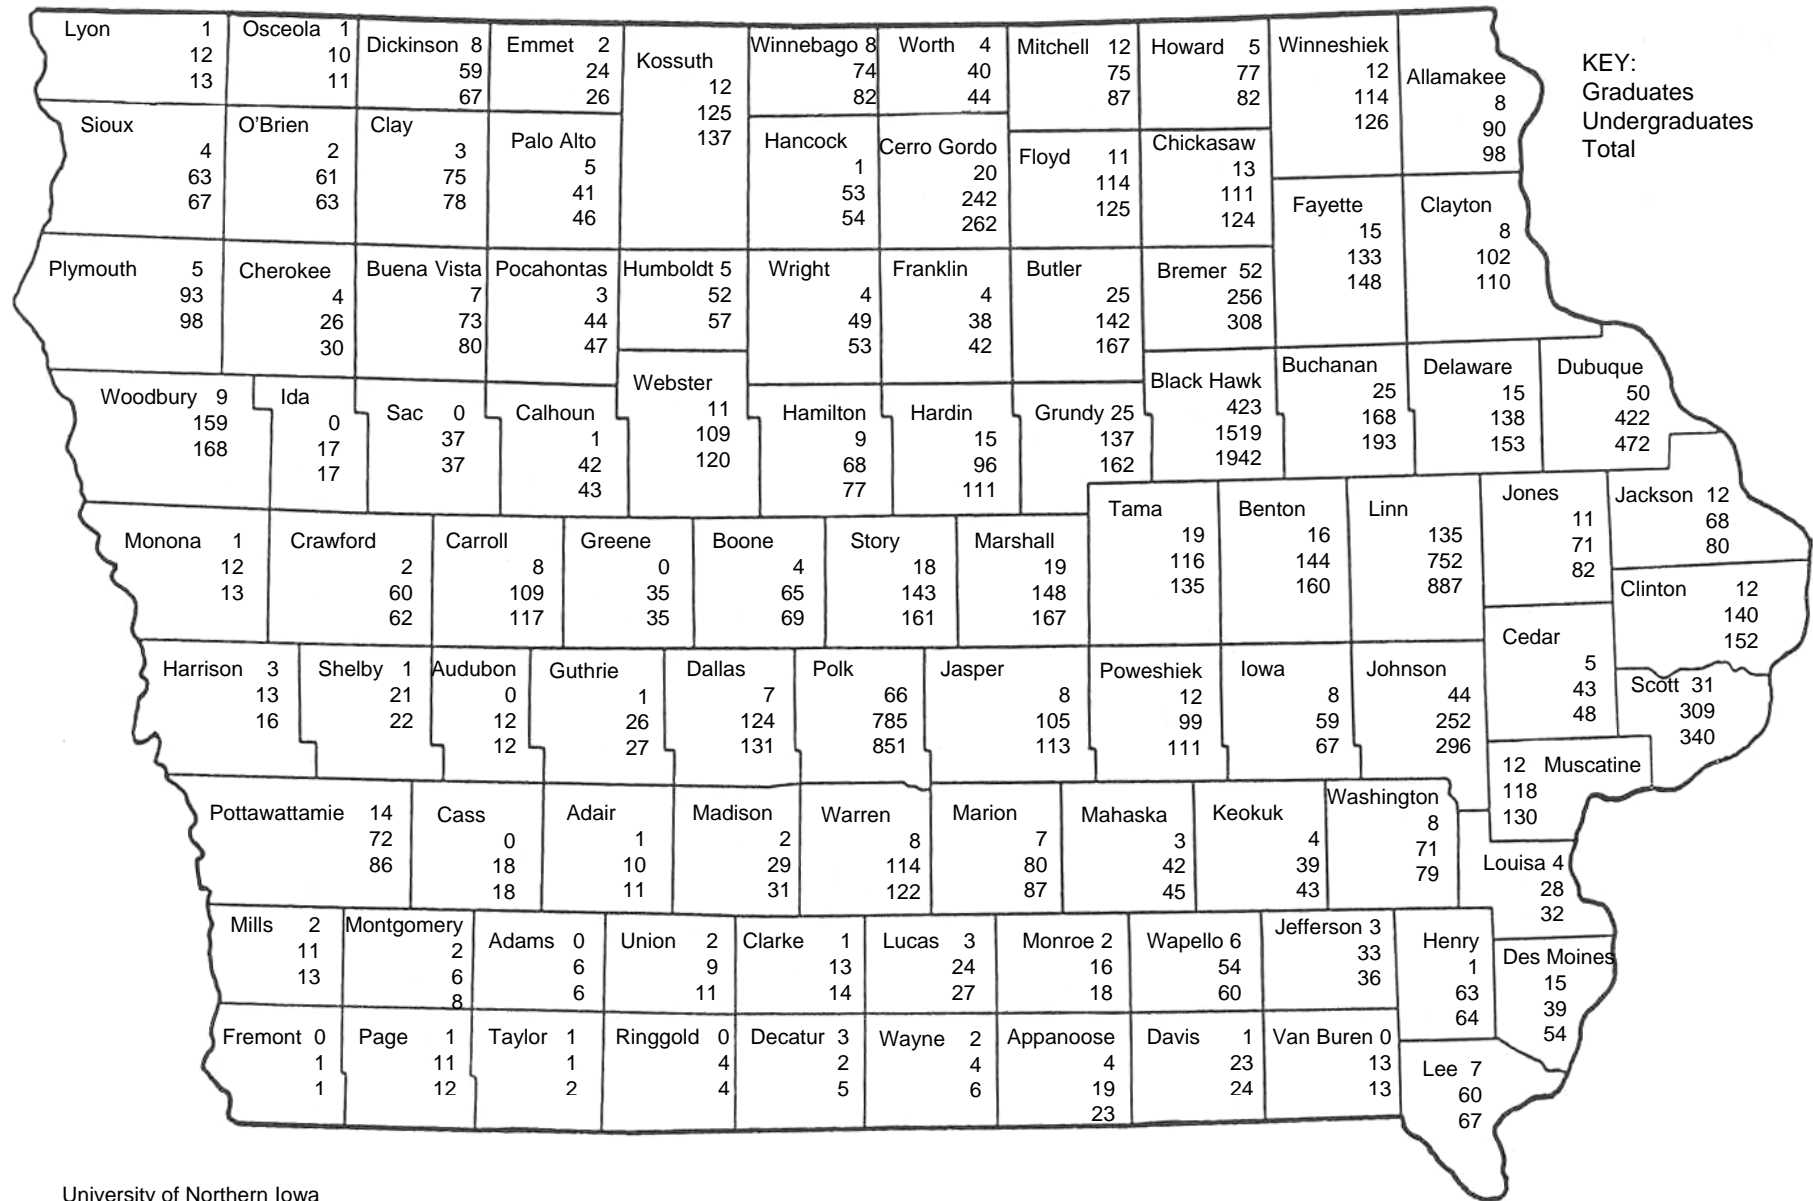 Lyon 1
12
13
Osceola 1
10
11
Dickinson 8
59
67
Emmet 2
24
26
Kossuth
12
125
137
Winnebago 8
74
82
Worth 4
40
44
Mitchell 12
75
87
Howard 5
77
82
Winneshiek
12
114
126
Allamakee
8
90
98
KEY:
Graduates
Undergraduates
Total
Sioux
4
63
67
O'Brien
2
61
63
Clay
3
75
78
Palo Alto
5
41
46
Hancock
1
53
54
Cerro Gordo
20
242
262
Floyd 11
114
125
Chickasaw
13
111
124
Fayette
15
133
148
Clayton
8
102
110
Plymouth 5
93
98
Cherokee
4
26
30
Buena Vista
7
73
80
Pocahontas
3
44
47
Humboldt 5
52
57
Wright
4
49
53
Franklin
4
38
42
Butler
25
142
167
Bremer 52
256
308
Woodbury 9
159
168
Ida
0
17
17
Sac 0
37
37
Calhoun
1
42
43
Webster
11
109
120
Hamilton
9
68
77
Hardin
15
96
111
Grundy 25
137
162
Black Hawk
423
1519
1942
Buchanan
25
168
193
Delaware
15
138
153
Dubuque
50
422
472
Monona 1
12
13
Crawford
2
60
62
Carroll
8
109
117
Greene
0
35
35
Boone
4
65
69
Story
18
143
161
Marshall
19
148
167
Tama
19
116
135
Benton
16
144
160
Linn
135
752
887
Jones
11
71
82
Jackson 12
68
80
Clinton 12
140
152
Cedar
5
43
48
Scott 31
309
340
Harrison 3
13
16
Shelby 1
21
22
Audubon
0
12
12
Guthrie
1
26
27
Dallas
7
124
131
Polk
66
785
851
Jasper
8
105
113
Poweshiek
12
99
111
Iowa
8
59
67
Johnson
44
252
296
12 Muscatine
118
130
Pottawattamie 14
72
86
Cass
0
18
18
Adair
1
10
11
Madison
2
29
31
Warren
8
114
122
Marion
7
80
87
Mahaska
3
42
45
Keokuk
4
39
43
Washington
8
71
79
Louisa 4
28
32
Mills 2
11
13
Montgomery
2
6
8
Adams 0
6
6
Union 2
9
11
Clarke 1
13
14
Lucas 3
24
27
Monroe 2
16
18
Wapello 6
54
60
Jefferson 3
33
36
Henry
1
63
64
Des Moines
15
39
54
Fremont 0
1
1
Page 1
11
12
Taylor 1
1
2
Ringgold 0
4
4
Decatur 3
2
5
Wayne 2
4
6
Appanoose
4
19
23
Davis 1
23
24
Van Buren 0
13
13
Lee 7
60
67
University of Northern Iowa